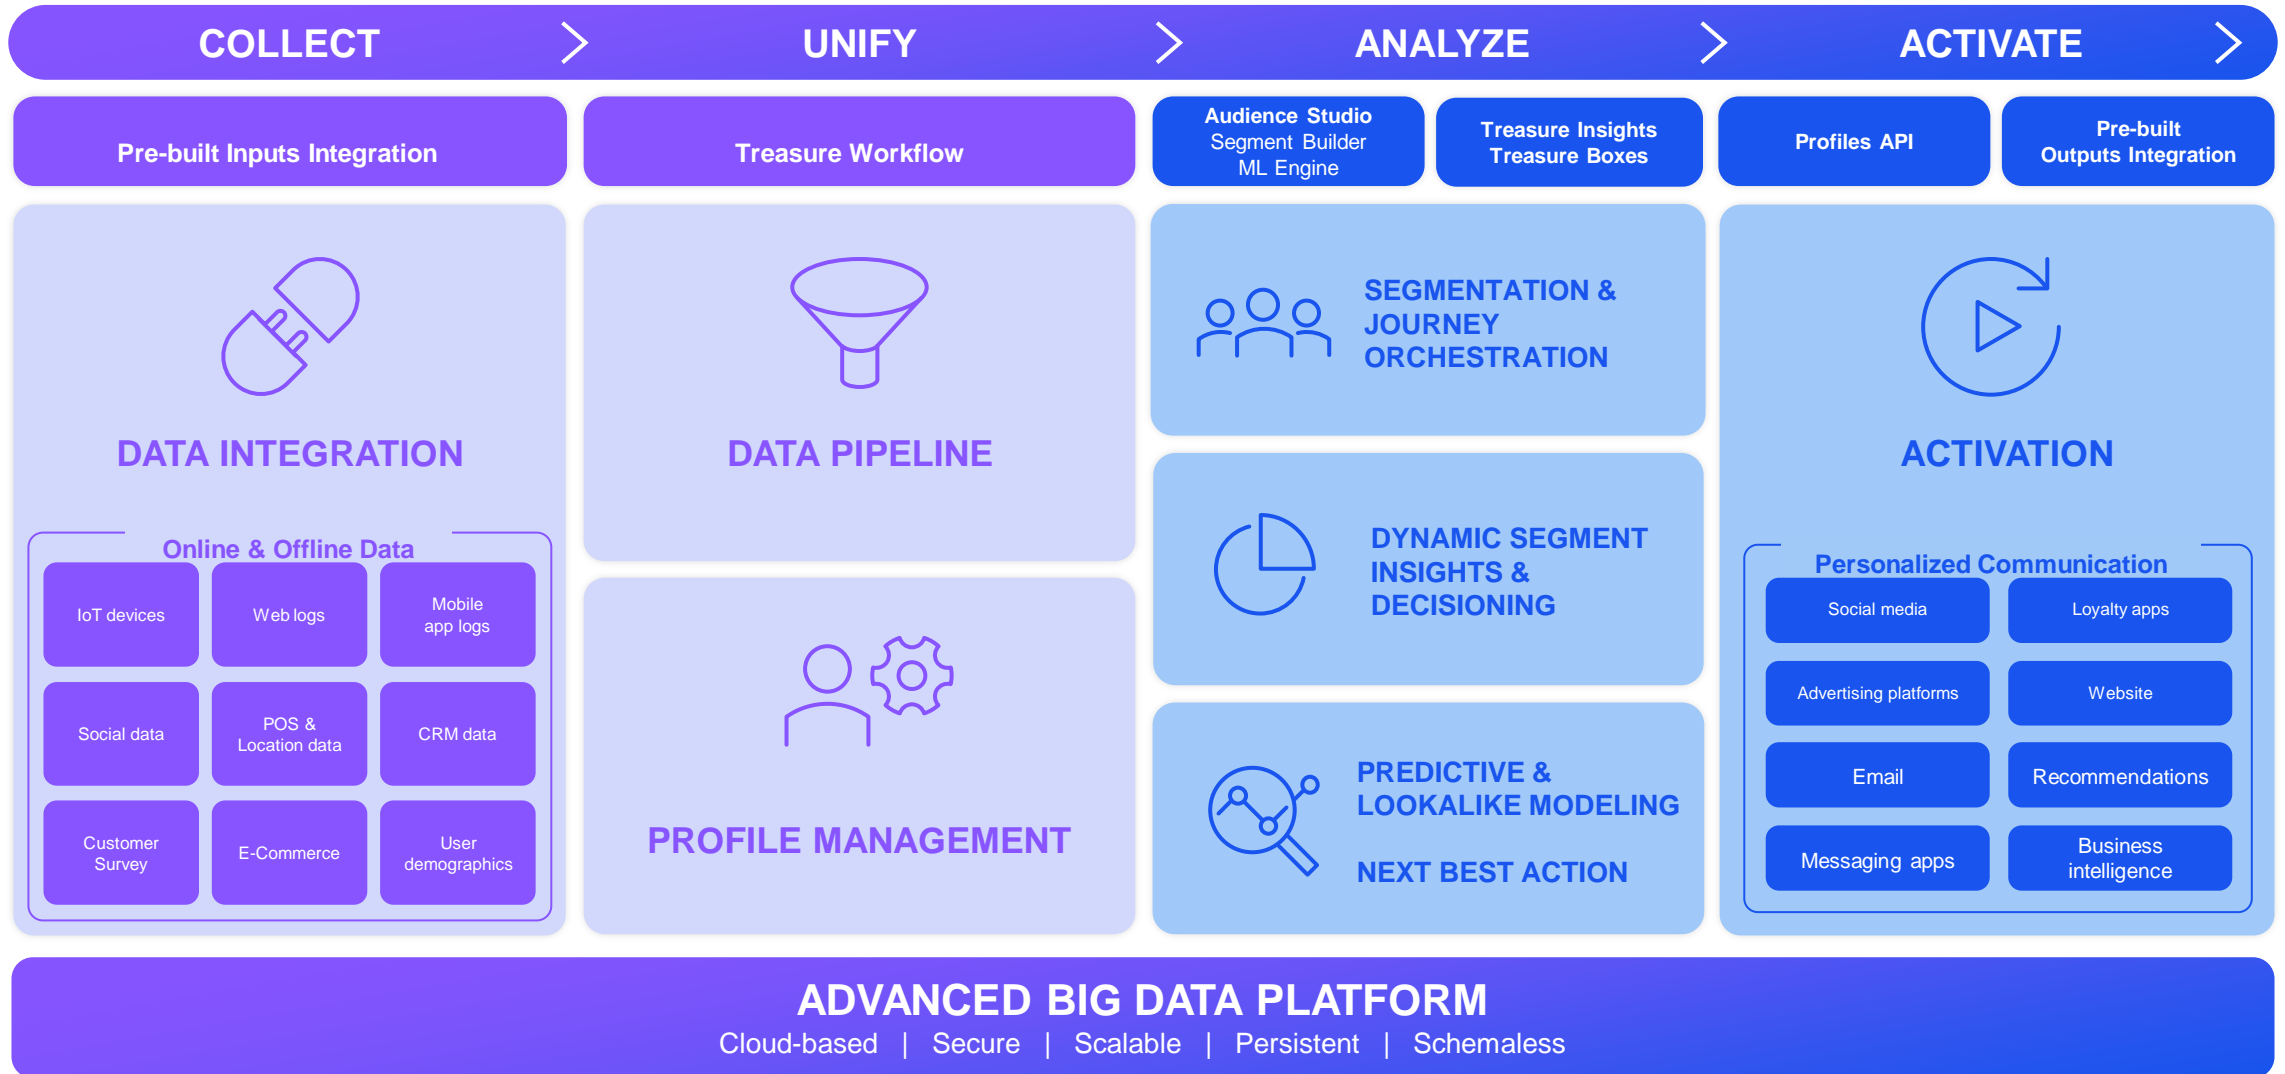 COLLECT
UNIFY
ANALYZE
ACTIVATE
Pre-built Inputs Integration
Treasure Workflow
Audience Studio
Segment Builder
ML Engine
Treasure Insights
Treasure Boxes
Profiles API
Pre-built
Outputs Integration
DATA INTEGRATION
Online & Offline Data
IoT devices
Web logs
Mobile
app logs
Social data
POS &
Location data
CRM data
Customer
Survey
E-Commerce
User
demographics
DATA PIPELINE
PROFILE MANAGEMENT
SEGMENTATION &
JOURNEY
ORCHESTRATION
DYNAMIC SEGMENT
INSIGHTS &
DECISIONING
PREDICTIVE &
LOOKALIKE MODELING
NEXT BEST ACTION
ACTIVATION
Personalized Communication
Social media
Loyalty apps
Advertising platforms
Website
Email
Recommendations
Messaging apps
Business
intelligence
ADVANCED BIG DATA PLATFORM
Cloud-based | Secure | Scalable | Persistent | Schemaless